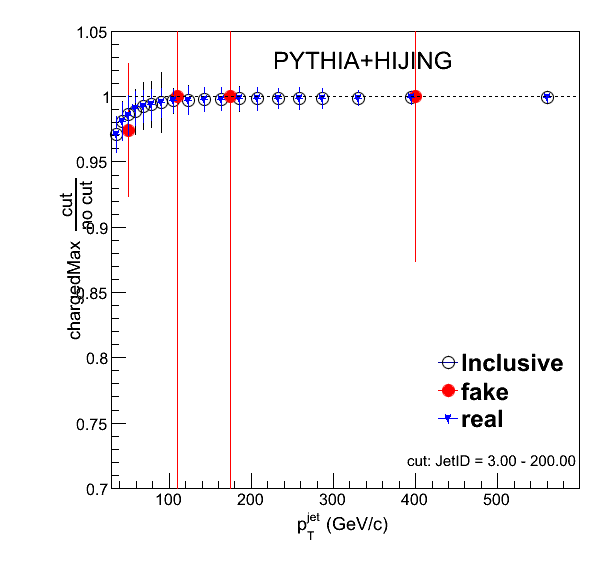 1.05
PYTHIA+HIJING
1
0.95
0.9
0.85
0.8
0.75
0.7
chargedMax cut
no cut
Inclusive
fake
real
cut: JetID = 3.00 - 200.00
100 200 300 400 500
p_T^jet (GeV/c)